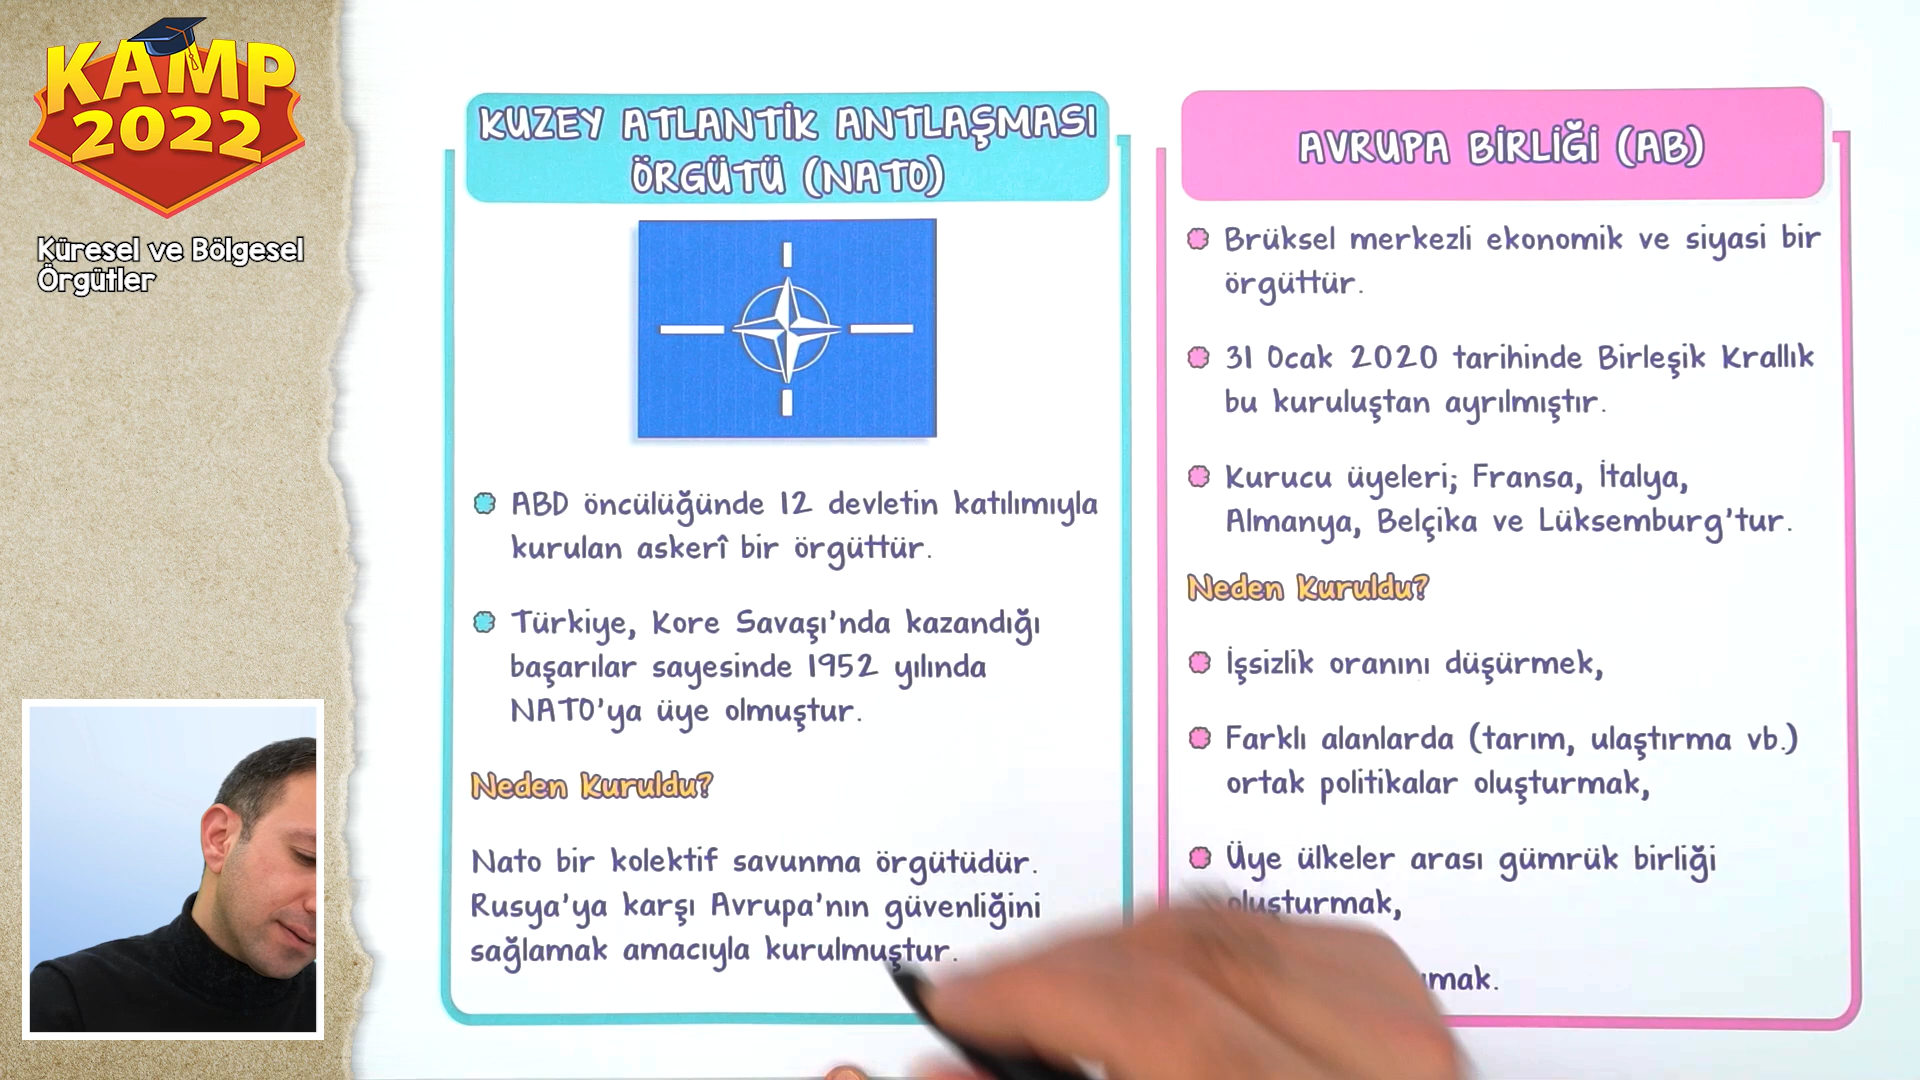 KAMP
2022
Küresel ve Bölgesel
Örgütler
KUZEY ATLANTİK ANTLAŞMASI
ÖRGÜTÜ (NATO)
ABD öncülüğünde 12 devletin katılımıyla
kurulan askerî bir örgüttür.
Türkiye, Kore Savaşı'nda kazandığı
başarılar sayesinde 1952 yılında
NATO'ya üye olmuştur.
Neden Kuruldu?
Nato bir kolektif savunma örgütüdür.
Rusya'ya karşı Avrupa'nın güvenliğini
sağlamak amacıyla kurulmuştur.
AVRUPA BİRLİĞİ (AB)
Brüksel merkezli ekonomik ve siyasi bir
örgüttür.
31 Ocak 2020 tarihinde Birleşik Krallık
bu kuruluştan ayrılmıştır.
Kurucu üyeleri; Fransa, İtalya,
Almanya, Belçika ve Lüksemburg'tur.
Neden Kuruldu?
İşsizlik oranını düşürmek,
Farklı alanlarda (tarım, ulaştırma vb.)
ortak politikalar oluşturmak,
Üye ülkeler arası gümrük birliği
oluşturmak,